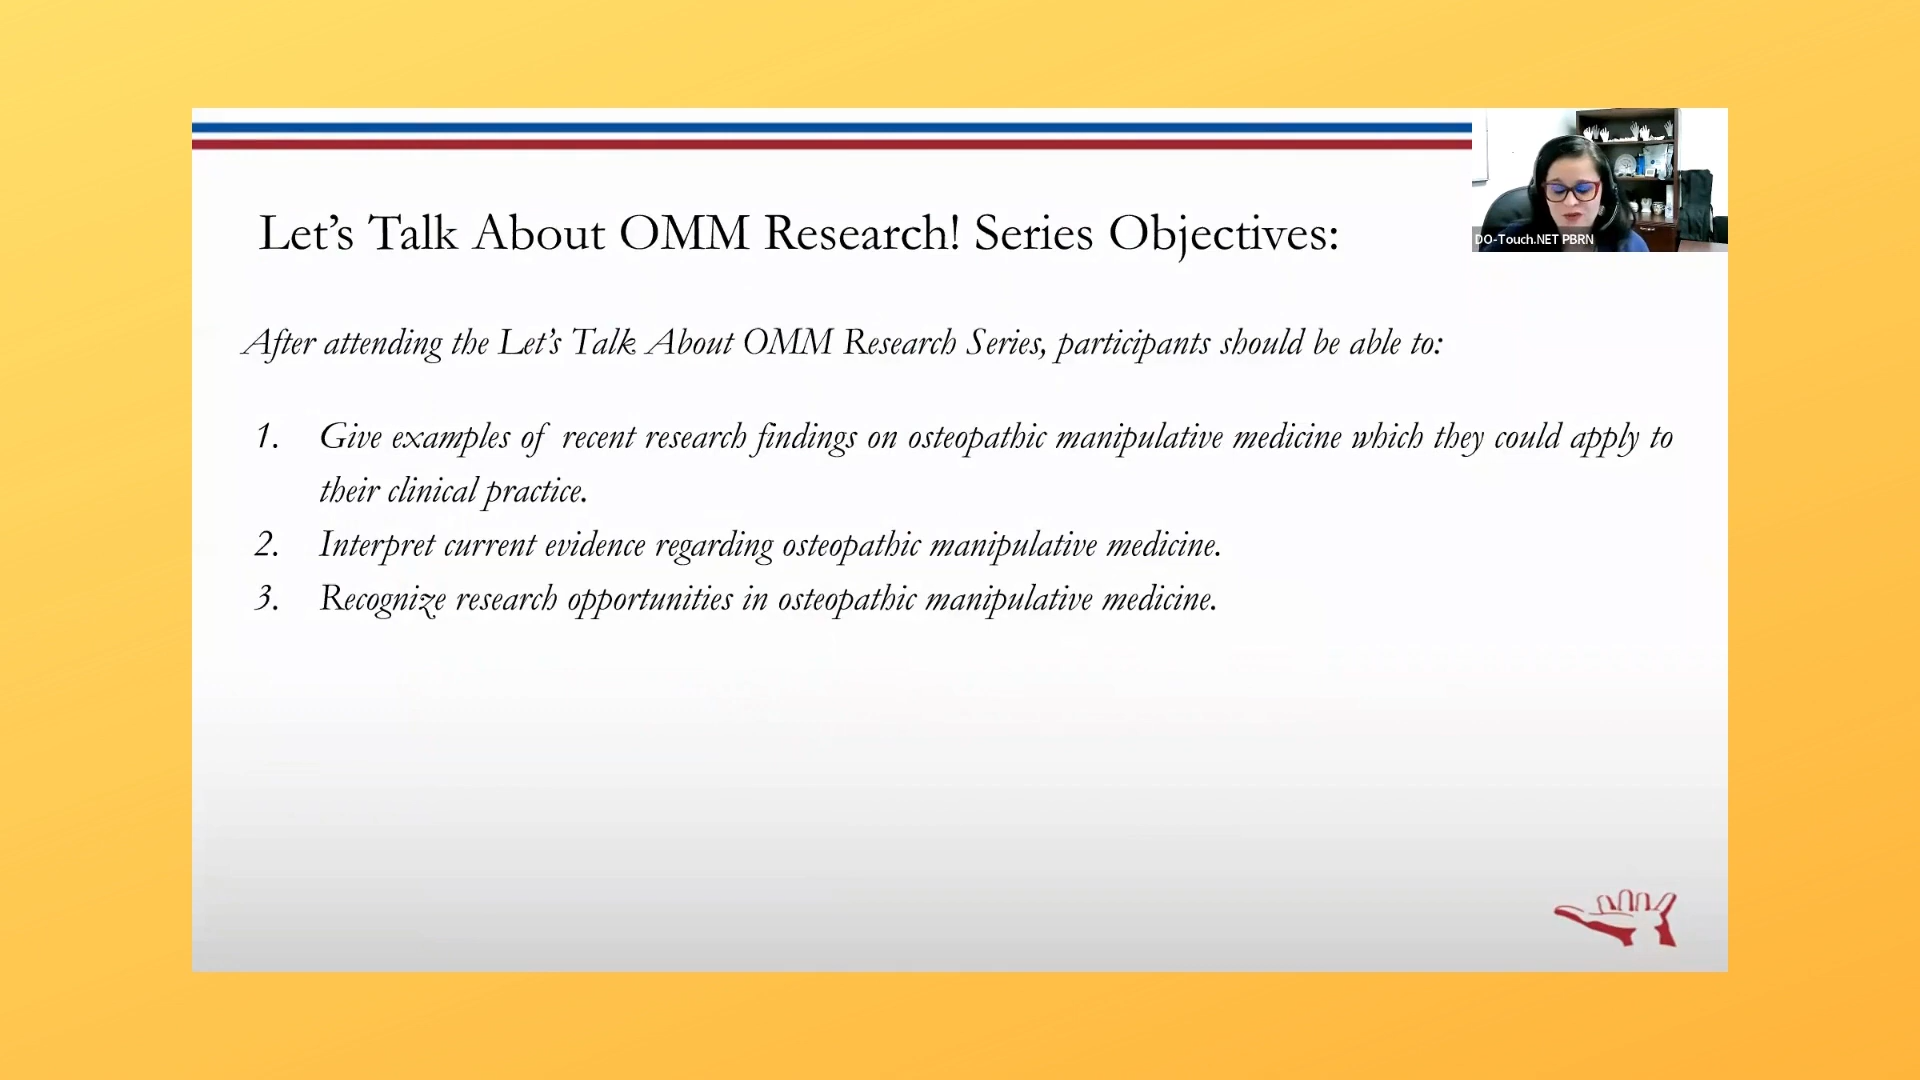 Let's Talk About OMM Research! Series Objectives:
DO-Touch.NET PBRN
After attending the Let's Talk About OMM Research Series, participants should be able to:
1. Give examples of recent research findings on osteopathic manipulative medicine which they could apply to
their clinical practice.
2. Interpret current evidence regarding osteopathic manipulative medicine.
3. Recognize research opportunities in osteopathic manipulative medicine.